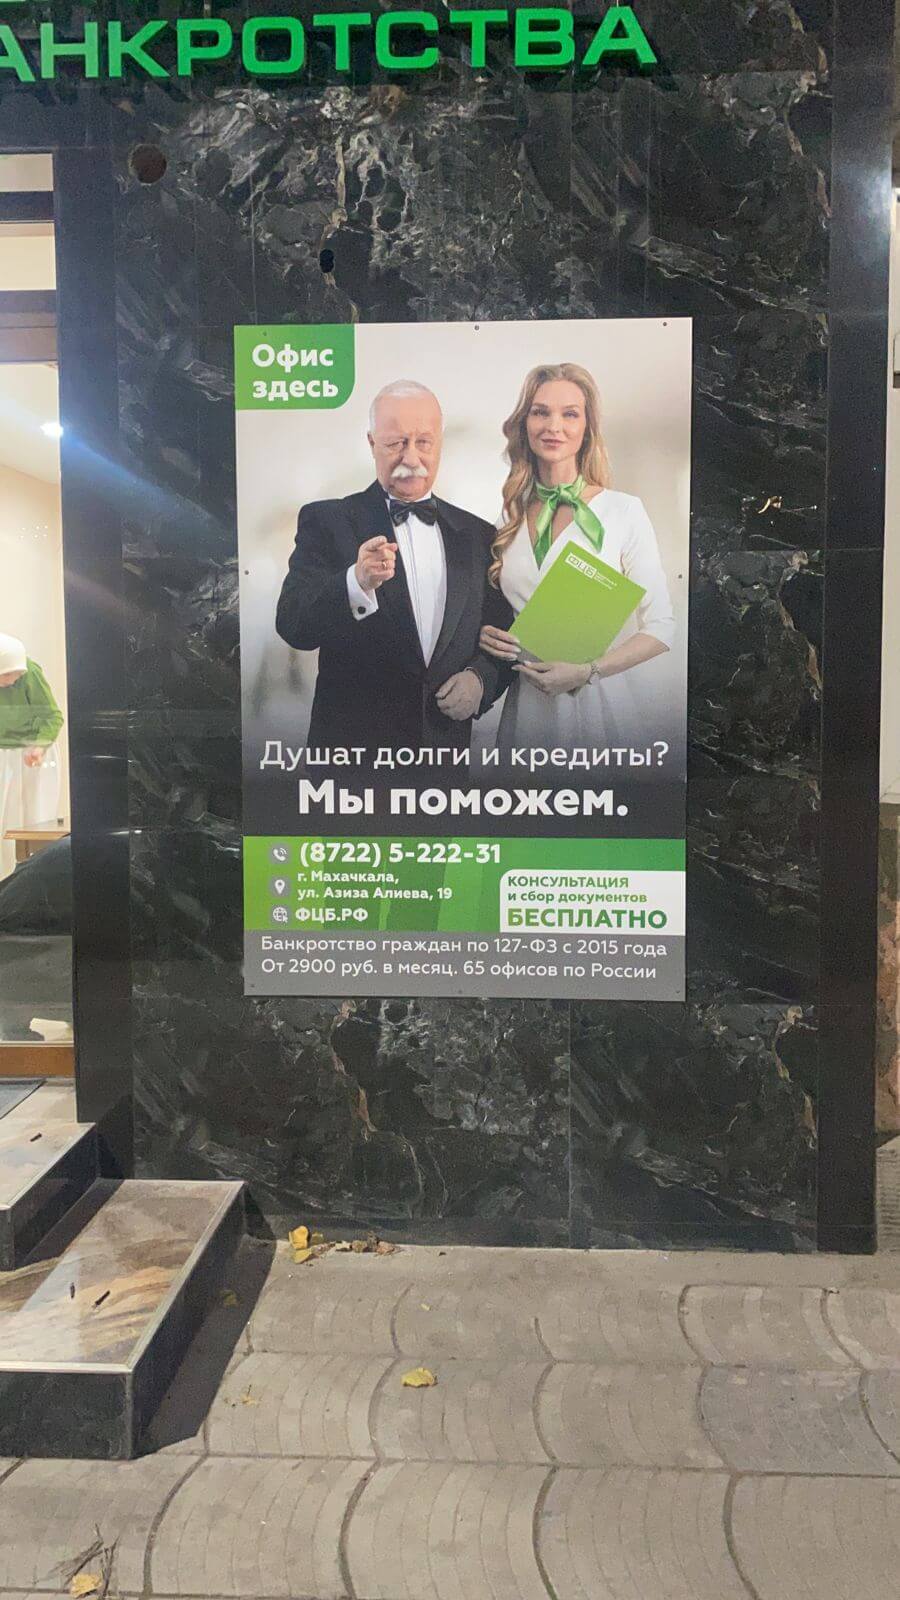 АНКРОТСТВА
Офис
здесь
ФЦБ
Душат долги и кредиты?
Мы поможем.
(8722) 5-222-31
г. Махачкала,
ул. Азиза Алиева, 19
ФЦБ.РФ
КОНСУЛЬТАЦИЯ
и сбор документов
БЕСПЛАТНО
Банкротство граждан по 127-ФЗ с 2015 года
От 2900 руб. в месяц. 65 офисов по России